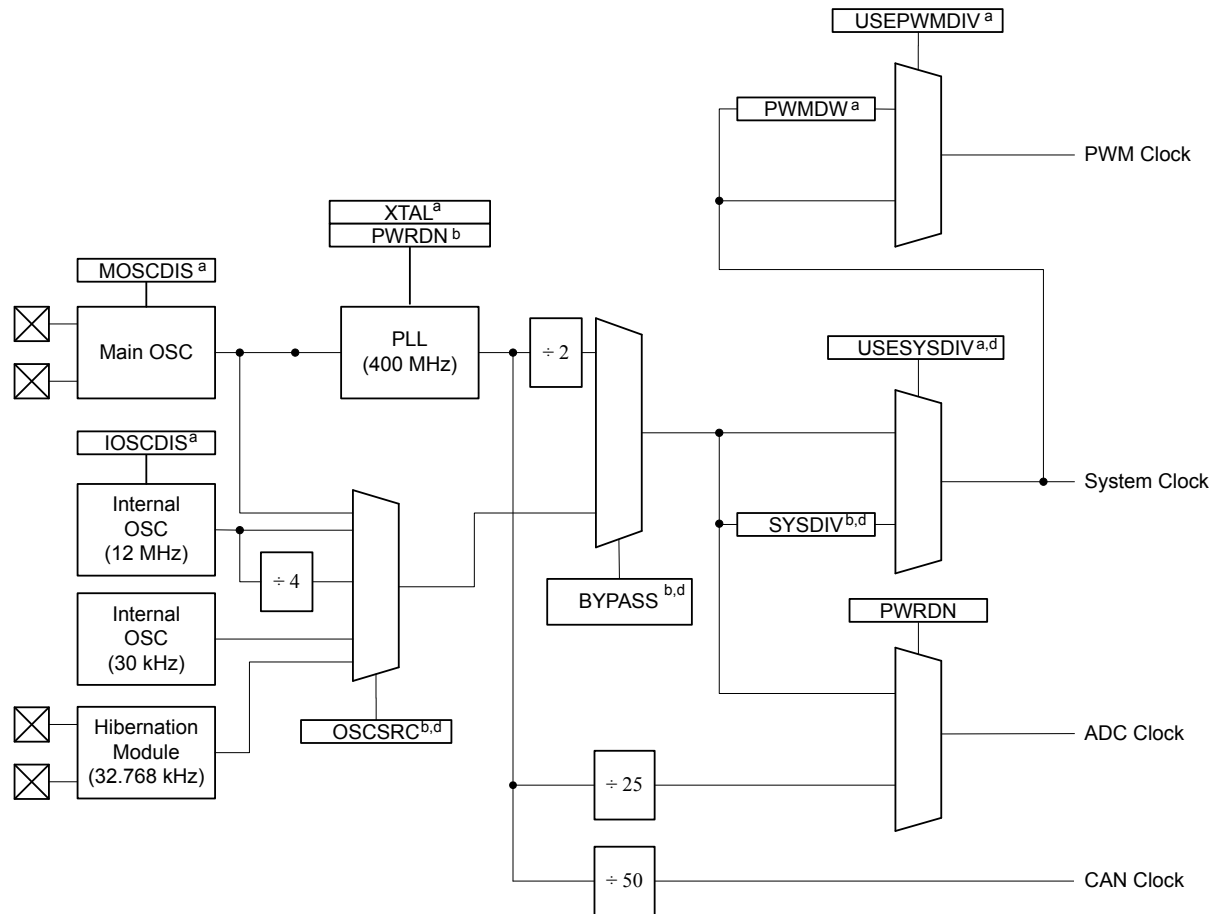 USEPWMDIV a
PWMDW a
PWM Clock
XTAL a
PWRDN b
MOSCDIS a
Main OSC
PLL
(400 MHz)
÷ 2
USESYSDIV a,d
IOSCDIS a
Internal
OSC
(12 MHz)
÷ 4
System Clock
SYSDIV b,d
BYPASS b,d
Internal
OSC
(30 kHz)
PWRDN
OSCSRC b,d
Hibernation
Module
(32.768 kHz)
ADC Clock
÷ 25
÷ 50
CAN Clock